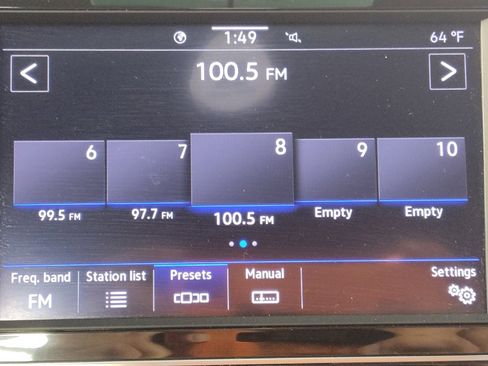 1:49 64 °F
100.5 FM
6 7 8 9 10
99.5 FM 97.7 FM 100.5 FM Empty Empty
Freq. band Station list Presets Manual Settings
FM